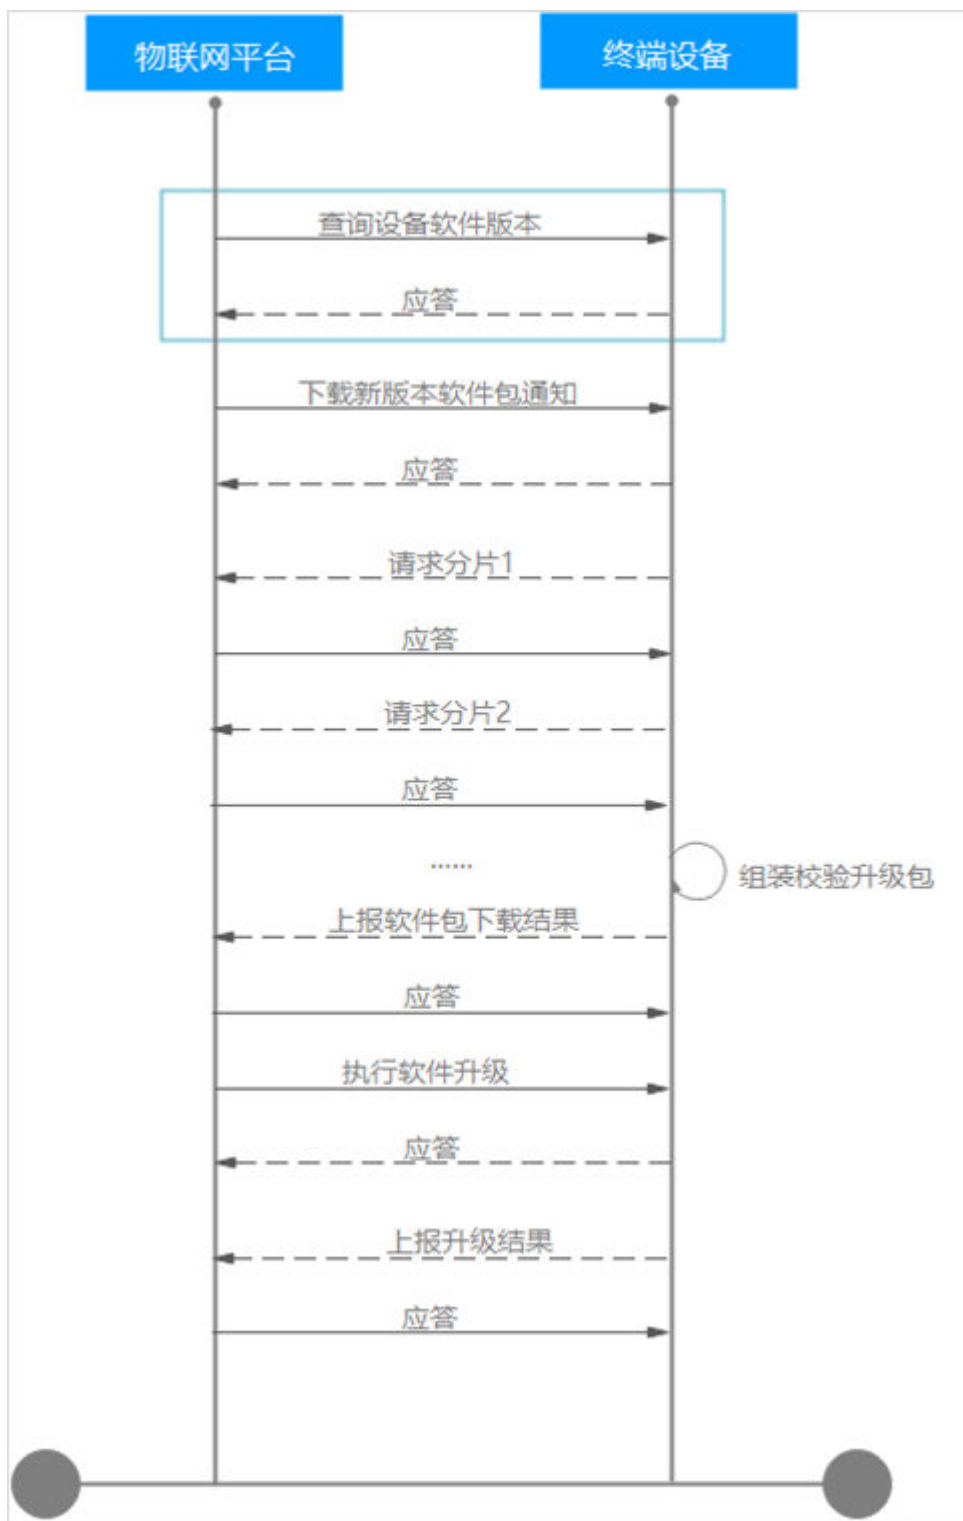 物联网平台
终端设备
查询设备软件版本
应答
下载新版本软件包通知
应答
请求分片1
应答
请求分片2
应答
……
组装校验升级包
上报软件包下载结果
应答
执行软件升级
应答
上报升级结果
应答